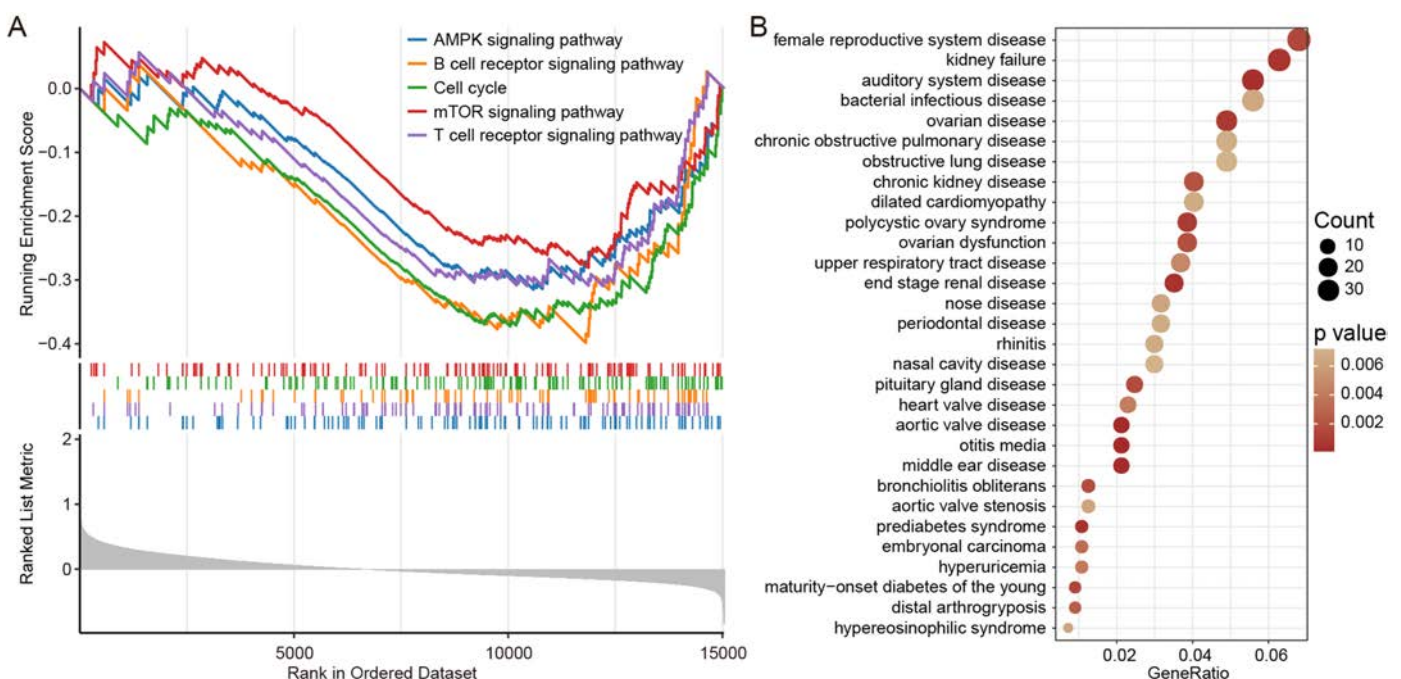 A
AMPK signaling pathway
B cell receptor signaling pathway
Cell cycle
mTOR signaling pathway
T cell receptor signaling pathway
Running Enrichment Score
0.0
−0.1
−0.2
−0.3
−0.4
Ranked List Metric
2
1
0
5000
10000
15000
Rank in Ordered Dataset
B
female reproductive system disease
kidney failure
auditory system disease
bacterial infectious disease
ovarian disease
chronic obstructive pulmonary disease
obstructive lung disease
chronic kidney disease
dilated cardiomyopathy
polycystic ovary syndrome
ovarian dysfunction
upper respiratory tract disease
end stage renal disease
nose disease
periodontal disease
rhinitis
nasal cavity disease
pituitary gland disease
heart valve disease
aortic valve disease
otitis media
middle ear disease
bronchiolitis obliterans
aortic valve stenosis
prediabetes syndrome
embryonal carcinoma
hyperuricemia
maturity−onset diabetes of the young
distal arthrogryposis
hypereosinophilic syndrome
0.02
0.04
0.06
GeneRatio
Count
10
20
30
p value
0.006
0.004
0.002